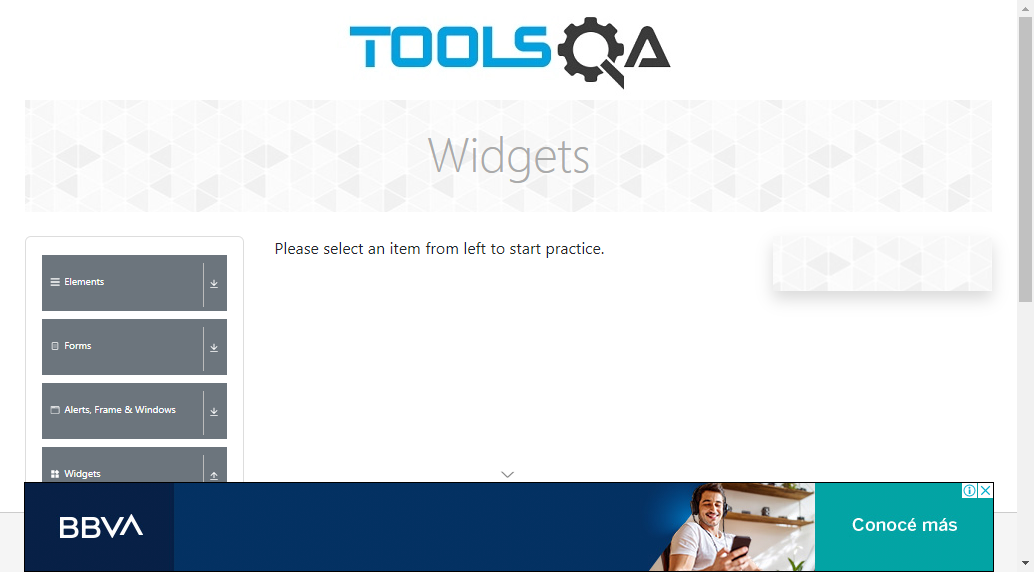 TOOLSQA
Widgets
Please select an item from left to start practice.
Elements
Forms
Alerts, Frame & Windows
Widgets
BBVA
Conocé más